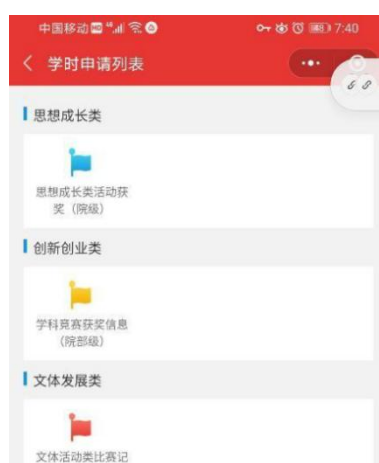 中国移动 7:40
学时申请列表
思想成长类
思想成长类活动获
奖（院级）
创新创业类
学科竞赛获奖信息
（院部级）
文体发展类
文体活动类比赛记